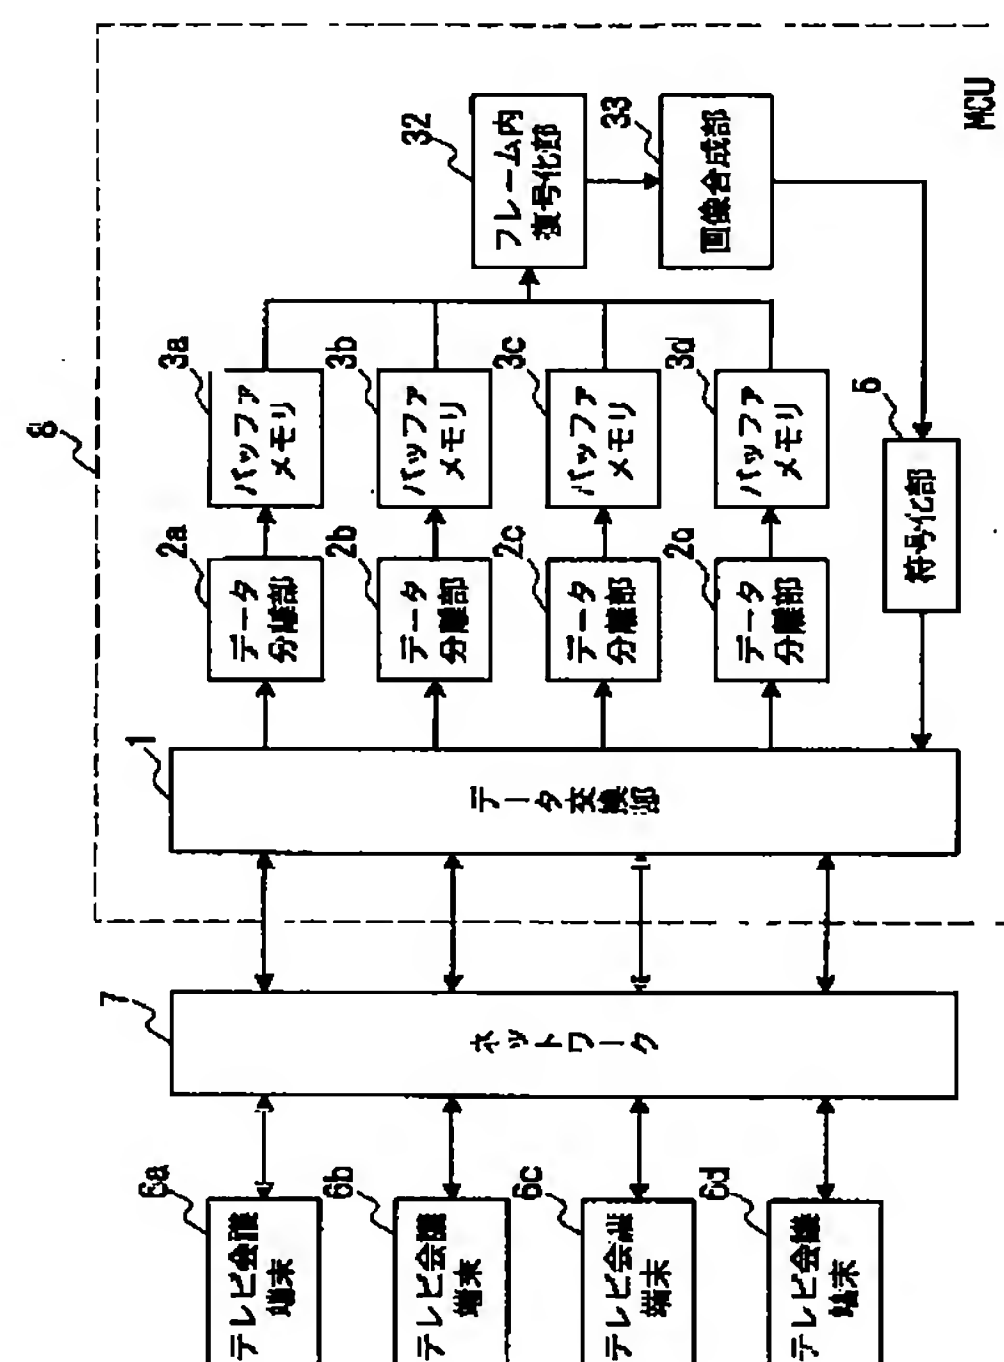 8
MCU
32
フレーム内
復号化部
33
画像合成部
3a
バッファ
メモリ
3b
バッファ
メモリ
3c
バッファ
メモリ
3d
バッファ
メモリ
5
符号化部
2a
データ
分離部
2b
データ
分離部
2c
データ
分離部
2d
データ
分離部
1
データ交換部
7
ネットワーク
6a
テレビ会議
端末
6b
テレビ会議
端末
6c
テレビ会議
端末
6d
テレビ会議
端末